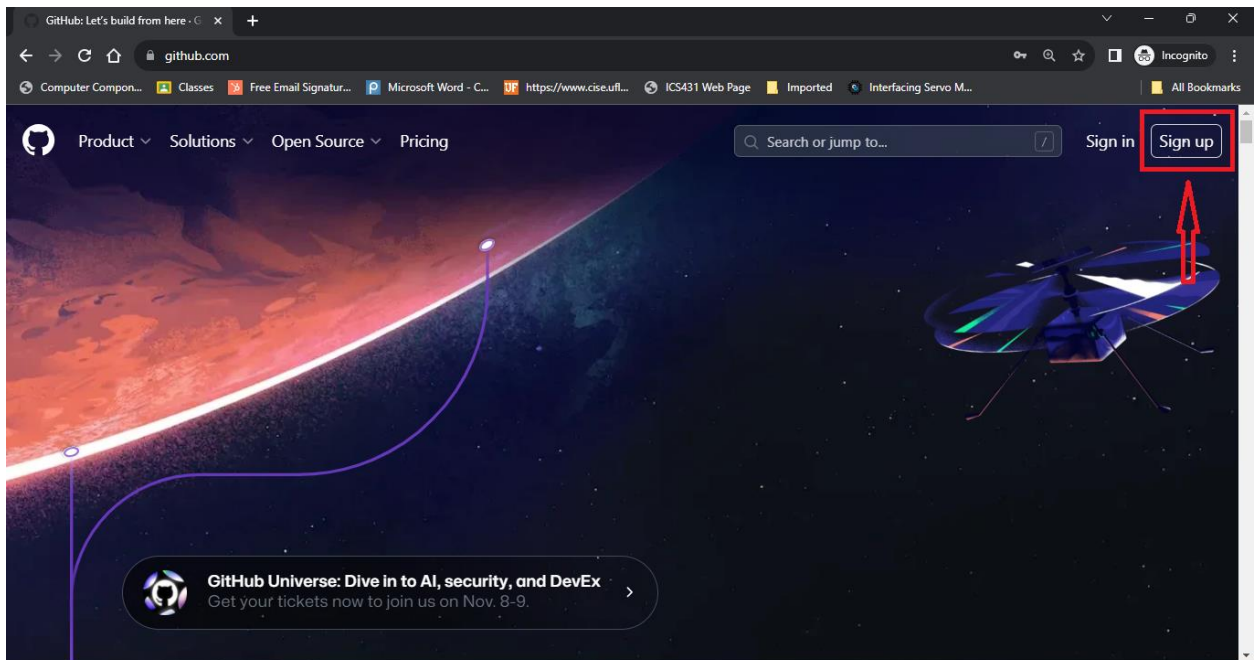 GitHub: Let's build from here · G
github.com
Incognito
Computer Compon...
Classes
Free Email Signatur...
Microsoft Word - C...
https://www.cise.ufl...
ICS431 Web Page
Imported
Interfacing Servo M...
All Bookmarks
Product
Solutions
Open Source
Pricing
Search or jump to...
/
Sign in
Sign up
GitHub Universe: Dive in to AI, security, and DevEx
Get your tickets now to join us on Nov. 8-9.